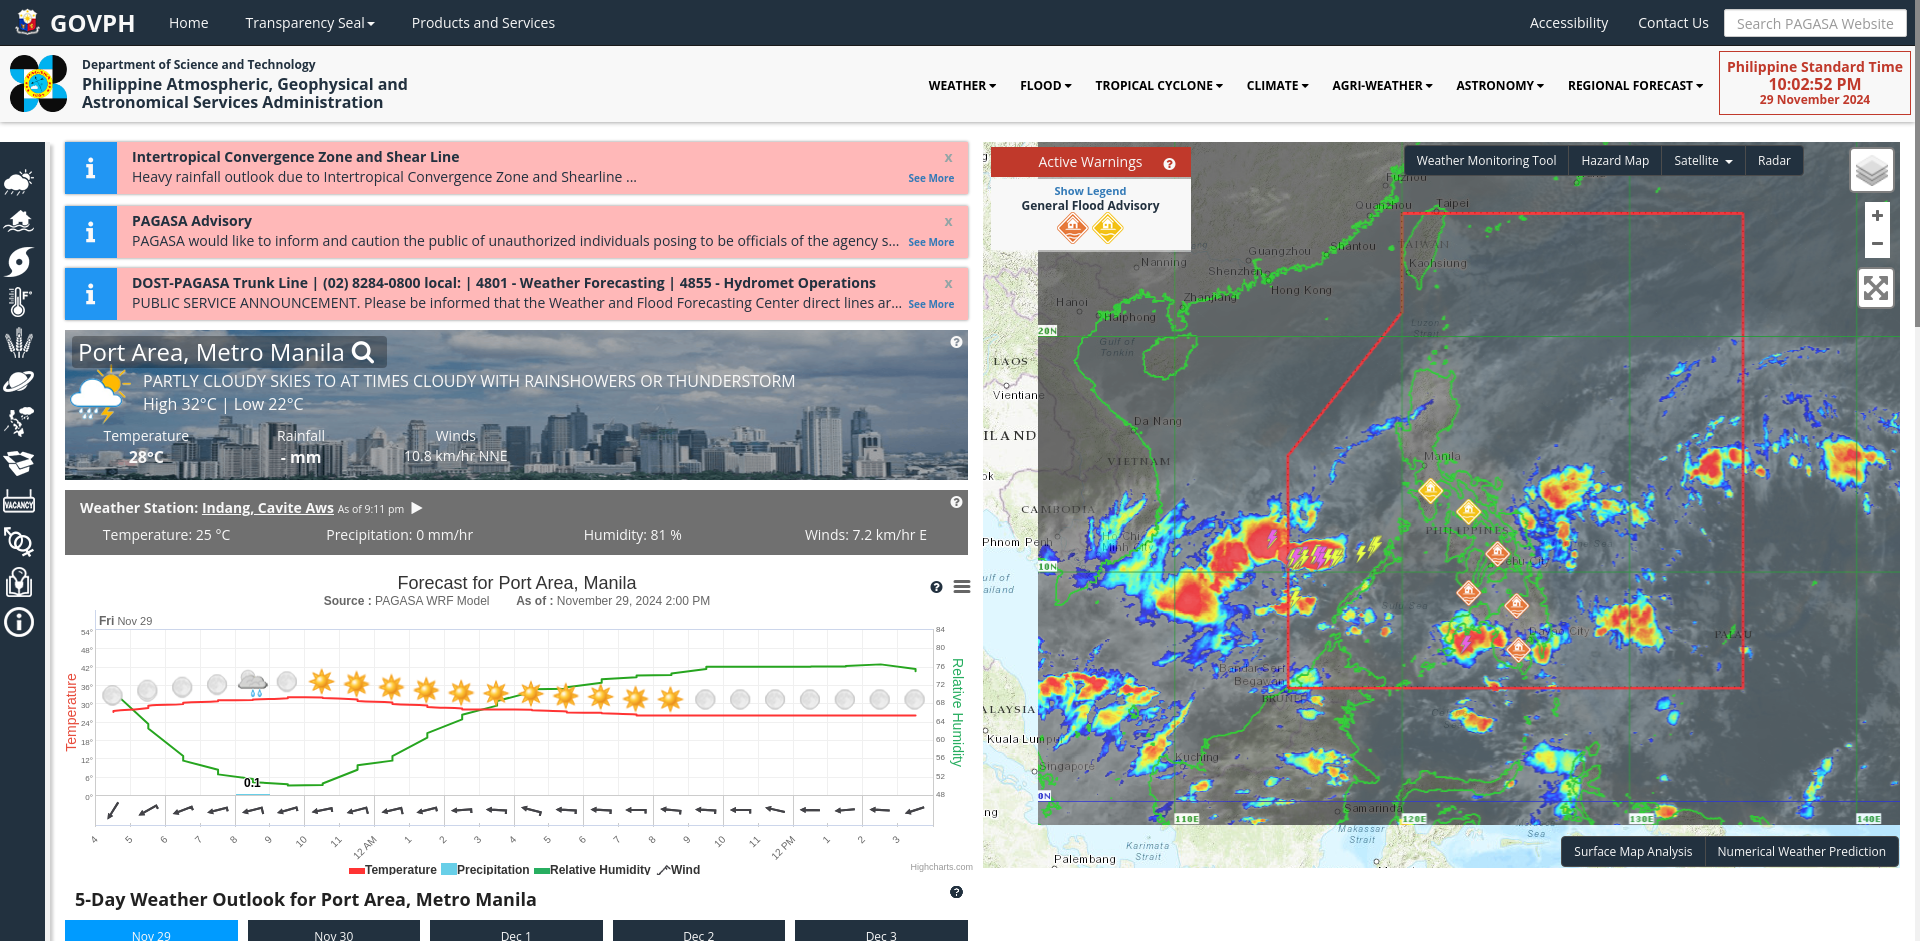 GOVPH
Home
Transparency Seal
Products and Services
Accessibility
Contact Us
Search PAGASA Website
Department of Science and Technology
Philippine Atmospheric, Geophysical and
Astronomical Services Administration
WEATHER
FLOOD
TROPICAL CYCLONE
CLIMATE
AGRI-WEATHER
ASTRONOMY
REGIONAL FORECAST
Philippine Standard Time
10:02:52 PM
29 November 2024
VACANCY
Intertropical Convergence Zone and Shear Line
x
Heavy rainfall outlook due to Intertropical Convergence Zone and Shearline ...
See More
PAGASA Advisory
x
PAGASA would like to inform and caution the public of unauthorized individuals posing to be officials of the agency s...
See More
DOST-PAGASA Trunk Line | (02) 8284-0800 local: | 4801 - Weather Forecasting | 4855 - Hydromet Operations
x
PUBLIC SERVICE ANNOUNCEMENT. Please be informed that the Weather and Flood Forecasting Center direct lines ar...
See More
Port Area, Metro Manila
PARTLY CLOUDY SKIES TO AT TIMES CLOUDY WITH RAINSHOWERS OR THUNDERSTORM
High 32°C | Low 22°C
Temperature
Rainfall
Winds
28°C
- mm
10.8 km/hr NNE
Weather Station: Indang, Cavite Aws As of 9:11 pm
Temperature: 25 °C
Precipitation: 0 mm/hr
Humidity: 81 %
Winds: 7.2 km/hr E
Forecast for Port Area, Manila
Source : PAGASA WRF Model As of : November 29, 2024 2:00 PM
Fri Nov 29
Temperature
54°
48°
42°
36°
30°
24°
18°
12°
6°
0°
0.1
84
80
76
72
68
64
60
56
52
48
Relative Humidity
4
5
6
7
8
9
10
11
12 AM
1
2
3
4
5
6
7
8
9
10
11
12 PM
1
2
3
Temperature
Precipitation
Relative Humidity
Wind
Highcharts.com
5-Day Weather Outlook for Port Area, Metro Manila
Nov 29
Nov 30
Dec 1
Dec 2
Dec 3
Active Warnings
Show Legend
General Flood Advisory
Weather Monitoring Tool
Hazard Map
Satellite
Radar
+
−
Fuzhou
Quanzhou
Taipei
Shantou
TAIWAN
Guangzhou
Kaohsiung
Nanning
Shenzhen
Hong Kong
Hanoi
Zhanjiang
Haiphong
20N
Luzon
Strait
Gulf of
Tonkin
LAOS
Vientiane
Da Nang
ILAND
VIETNAM
Manila
ok
CAMBODIA
PHILIPPINES
Phnom Penh
Ho Chi
Minh City
10N
ulf of
ailand
Davao City
PALAU
Bandar Seri
Begawan
BRUNEI
ALAYSIA
Kuala Lumpu
Kuching
Singapore
0N
ng
Samarinda
110E
120E
130E
140E
Makassar
Strait
Sea
Karimata
Strait
Palembang
Surface Map Analysis
Numerical Weather Prediction